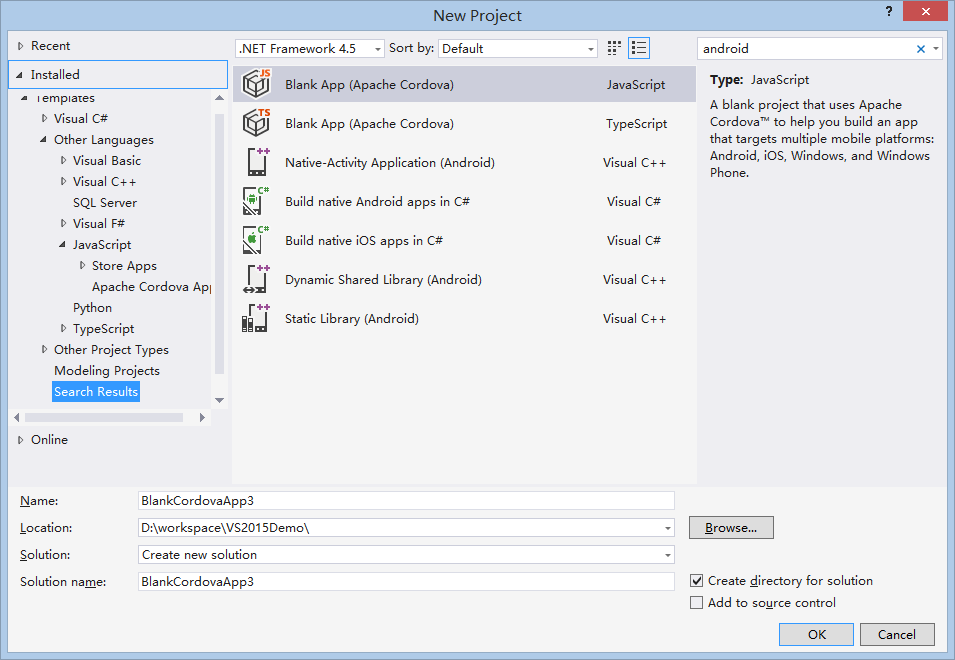 New Project
?
Recent
.NET Framework 4.5
Sort by:
Default
android
Installed
Templates
Visual C#
Other Languages
Visual Basic
Visual C++
SQL Server
Visual F#
JavaScript
Store Apps
Apache Cordova App
Python
TypeScript
Other Project Types
Modeling Projects
Search Results
Online
JS
Blank App (Apache Cordova) JavaScript
TS
Blank App (Apache Cordova) TypeScript
++
Native-Activity Application (Android) Visual C++
C#
Build native Android apps in C# Visual C#
C#
Build native iOS apps in C# Visual C#
++
Dynamic Shared Library (Android) Visual C++
++
Static Library (Android) Visual C++
Type: JavaScript
A blank project that uses Apache
Cordova™ to help you build an app
that targets multiple mobile platforms:
Android, iOS, Windows, and Windows
Phone.
Name: BlankCordovaApp3
Location: D:\workspace\VS2015Demo\
Browse...
Solution: Create new solution
Solution name: BlankCordovaApp3
Create directory for solution
Add to source control
OK
Cancel